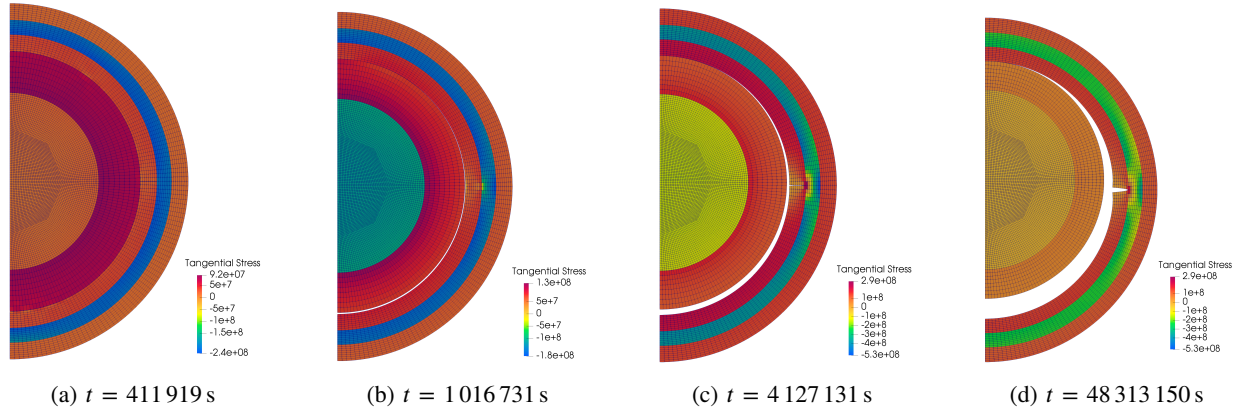 Tangential Stress
9.2e+07
5e+7
0
-5e+7
-1e+8
-1.5e+8
-2.4e+08
Tangential Stress
1.3e+08
5e+7
0
-5e+7
-1e+8
-1.8e+08
Tangential Stress
2.9e+08
1e+8
0
-1e+8
-2e+8
-3e+8
-4e+8
-5.3e+08
Tangential Stress
2.9e+08
1e+8
0
-1e+8
-2e+8
-3e+8
-4e+8
-5.3e+08
(a) t = 411 919 s
(b) t = 1 016 731 s
(c) t = 4 127 131 s
(d) t = 48 313 150 s